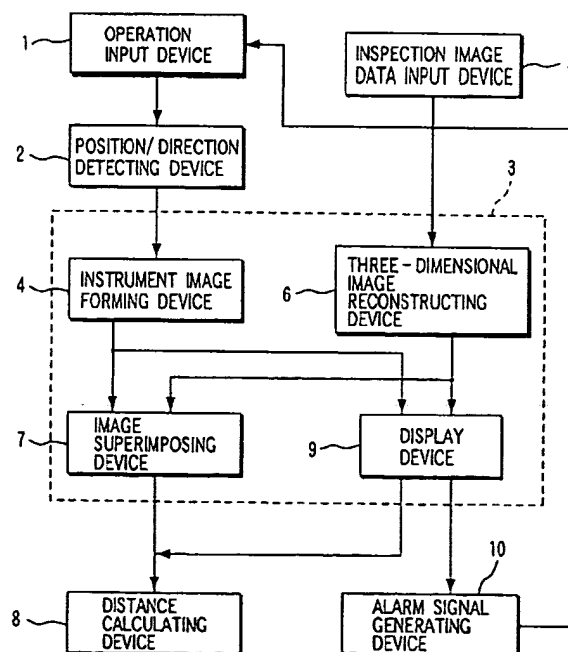 1
OPERATION
INPUT DEVICE
INSPECTION IMAGE
DATA INPUT DEVICE
2
POSITION/DIRECTION
DETECTING DEVICE
3
4
INSTRUMENT IMAGE
FORMING DEVICE
6
THREE-DIMENSIONAL
IMAGE
RECONSTRUCTING
DEVICE
7
IMAGE
SUPERIMPOSING
DEVICE
9
DISPLAY
DEVICE
8
DISTANCE
CALCULATING
DEVICE
10
ALARM SIGNAL
GENERATING
DEVICE